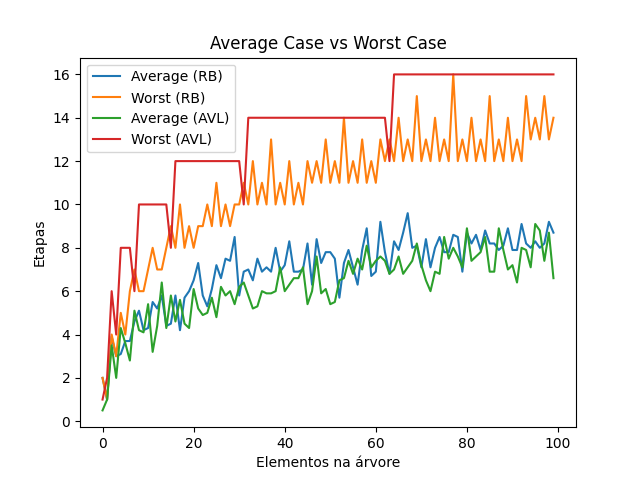 Average Case vs Worst Case
Average (RB)
Worst (RB)
Average (AVL)
Worst (AVL)
16
14
12
10
8
6
4
2
0
Etapas
0 20 40 60 80 100
Elementos na árvore